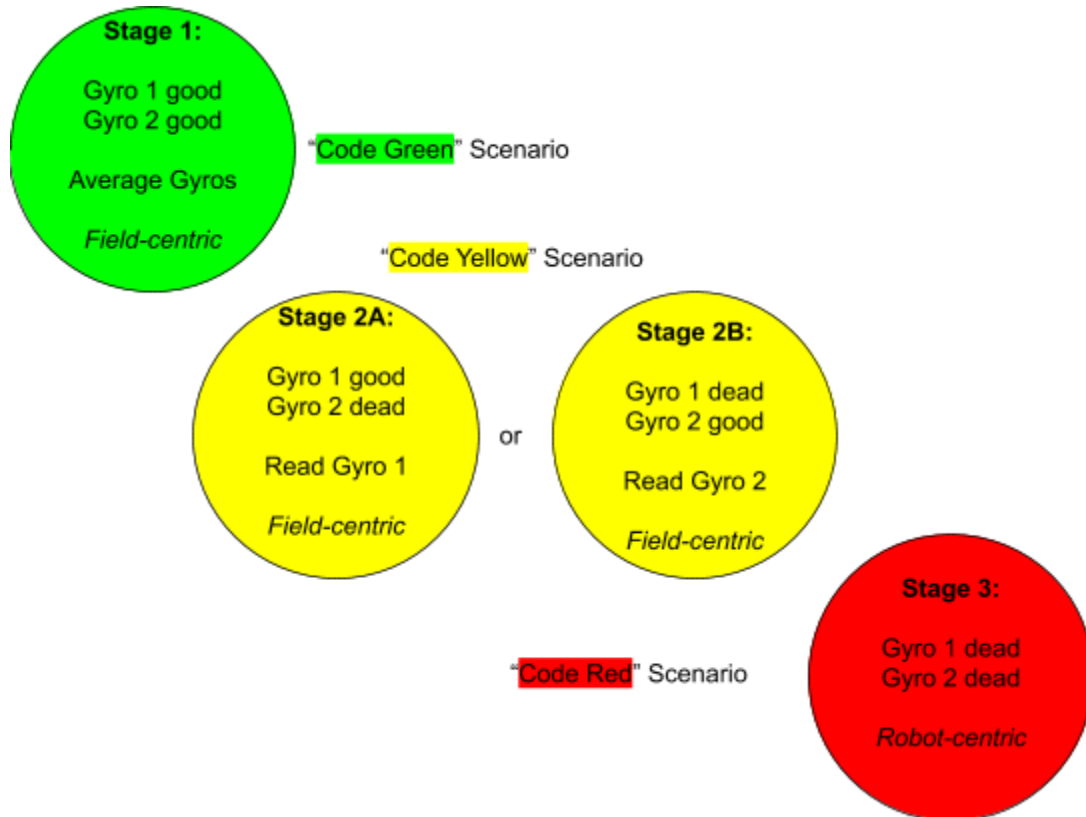 Stage 1:
Gyro 1 good
Gyro 2 good
Average Gyros
Field-centric
“Code Green” Scenario
“Code Yellow” Scenario
Stage 2A:
Gyro 1 good
Gyro 2 dead
Read Gyro 1
Field-centric
or
Stage 2B:
Gyro 1 dead
Gyro 2 good
Read Gyro 2
Field-centric
“Code Red” Scenario
Stage 3:
Gyro 1 dead
Gyro 2 dead
Robot-centric